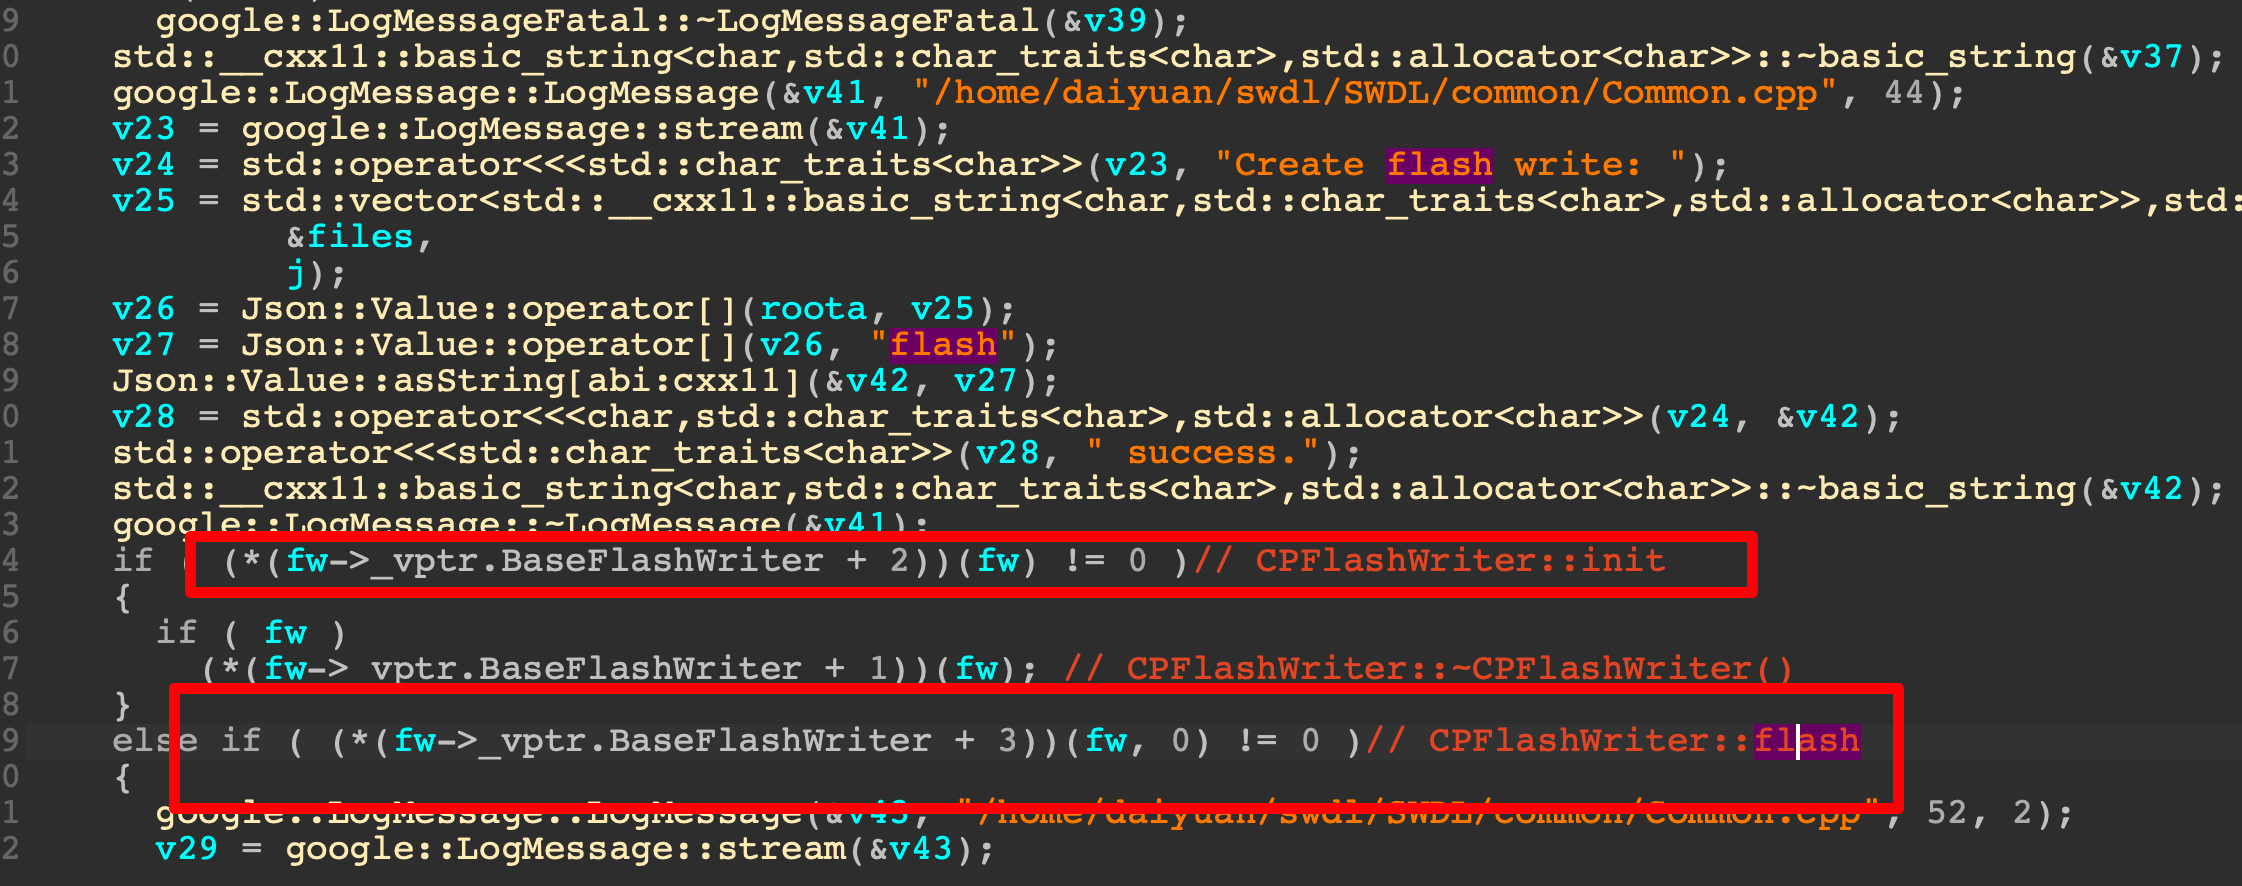 9 google::LogMessageFatal::~LogMessageFatal(&v39);
0 std::__cxx11::basic_string<char,std::char_traits<char>,std::allocator<char>>::~basic_string(&v37);
1 google::LogMessage::LogMessage(&v41, "/home/daiyuan/swdl/SWDL/common/Common.cpp", 44);
2 v23 = google::LogMessage::stream(&v41);
3 v24 = std::operator<<<std::char_traits<char>>(v23, "Create flash write: ");
4 v25 = std::vector<std::__cxx11::basic_string<char,std::char_traits<char>,std::allocator<char>>,std:
5 &files,
6 j);
7 v26 = Json::Value::operator[](roota, v25);
8 v27 = Json::Value::operator[](v26, "flash");
9 Json::Value::asString[abi:cxx11](&v42, v27);
0 v28 = std::operator<<<char,std::char_traits<char>,std::allocator<char>>(v24, &v42);
1 std::operator<<<std::char_traits<char>>(v28, " success.");
2 std::__cxx11::basic_string<char,std::char_traits<char>,std::allocator<char>>::~basic_string(&v42);
3 google::LogMessage::~LogMessage(&v41);
4 if ( (*(fw->_vptr.BaseFlashWriter + 2))(fw) != 0 )// CPFlashWriter::init
5 {
6 if ( fw )
7 (*(fw->_vptr.BaseFlashWriter + 1))(fw); // CPFlashWriter::~CPFlashWriter()
8 }
9 else if ( (*(fw->_vptr.BaseFlashWriter + 3))(fw, 0) != 0 )// CPFlashWriter::flash
0 {
1 google::LogMessage::LogMessage(&v43, "/home/daiyuan/swdl/SWDL/common/Common.cpp", 52, 2);
2 v29 = google::LogMessage::stream(&v43);